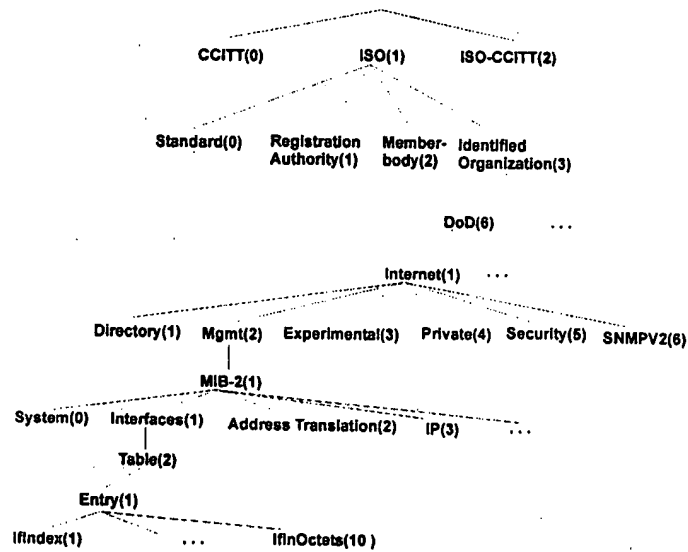 CCITT(0) ISO(1) ISO-CCITT(2)
Standard(0) Registration Authority(1) Member-body(2) Identified Organization(3)
DoD(6) ...
Internet(1) ...
Directory(1) Mgmt(2) Experimental(3) Private(4) Security(5) SNMPV2(6)
MIB-2(1)
System(0) Interfaces(1) Address Translation(2) IP(3) ...
Table(2)
Entry(1)
IfIndex(1) ... IfInOctets(10 )